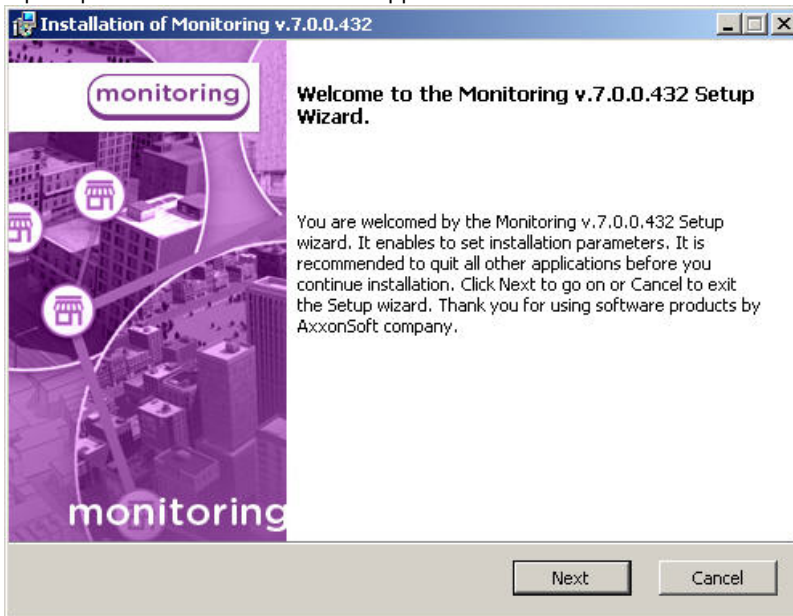 Installation of Monitoring v.7.0.0.432
monitoring
Welcome to the Monitoring v.7.0.0.432 Setup
Wizard.
You are welcomed by the Monitoring v.7.0.0.432 Setup
wizard. It enables to set installation parameters. It is
recommended to quit all other applications before you
continue installation. Click Next to go on or Cancel to exit
the Setup wizard. Thank you for using software products by
AxxonSoft company.
monitoring
Next
Cancel